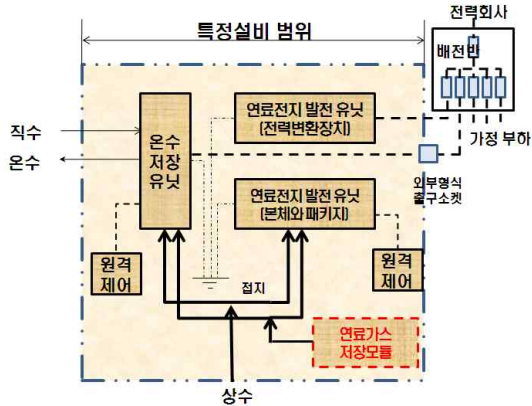 전력회사
특정설비 범위
배전반
연료전지 발전 유닛
(전력변환장치)
직수
온수
온수
저장
유닛
가정 부하
외부형식
출구소켓
연료전지 발전 유닛
(본체와 패키지)
원격
제어
원격
제어
접지
연료가스
저장모듈
상수